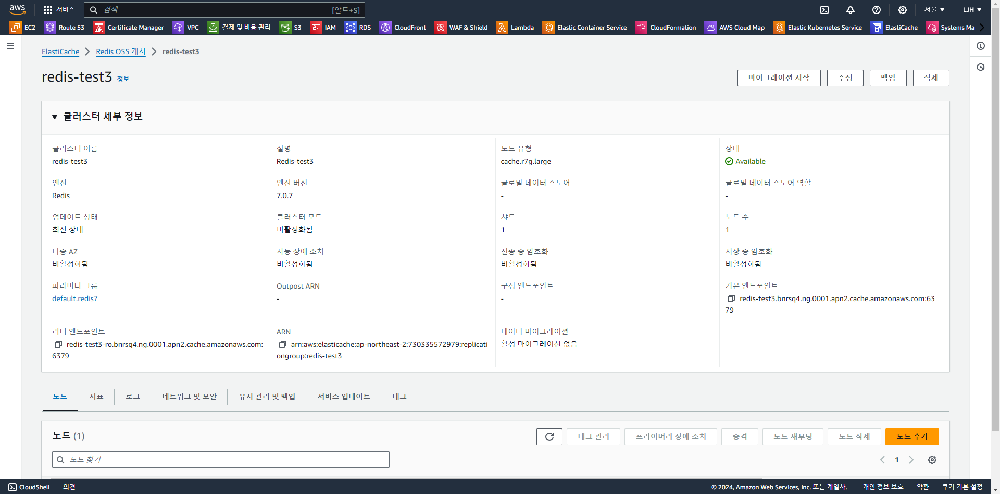 aws 서비스 검색 [알트+S] 서울 ▼ LJH ▼
EC2 Route 53 Certificate Manager VPC 결제 및 비용 관리 S3 IAM RDS CloudFront WAF & Shield Lambda Elastic Container Service CloudFormation AWS Cloud Map Elastic Kubernetes Service ElastiCache Systems Ma
ElastiCache > Redis OSS 캐시 > redis-test3
redis-test3 정보
마이그레이션 시작 수정 백업 삭제
▼ 클러스터 세부 정보
클러스터 이름 설명 노드 유형 상태
redis-test3 Redis-test3 cache.r7g.large Available
엔진 엔진 버전 글로벌 데이터 스토어 글로벌 데이터 스토어 역할
Redis 7.0.7 - -
업데이트 상태 클러스터 모드 샤드 노드 수
최신 상태 비활성화됨 1 1
다중 AZ 자동 장애 조치 전송 중 암호화 저장 중 암호화
비활성화됨 비활성화됨 비활성화됨 비활성화됨
파라미터 그룹 Outpost ARN 구성 엔드포인트 기본 엔드포인트
default.redis7 - - redis-test3.bnrsq4.ng.0001.apn2.cache.amazonaws.com:63
79
리더 엔드포인트 ARN 데이터 마이그레이션
redis-test3-ro.bnrsq4.ng.0001.apn2.cache.amazonaws.com: arn:aws:elasticache:ap-northeast-2:730335572979:replicati 활성 마이그레이션 없음
6379 ongroup:redis-test3
노드 지표 로그 네트워크 및 보안 유지 관리 및 백업 서비스 업데이트 태그
노드 (1) 태그 관리 프라이머리 장애 조치 승격 노드 재부팅 노드 삭제 노드 추가
노드 찾기 < 1 >
CloudShell 의견 © 2024, Amazon Web Services, Inc. 또는 계열사. 개인 정보 보호 약관 쿠키 기본 설정